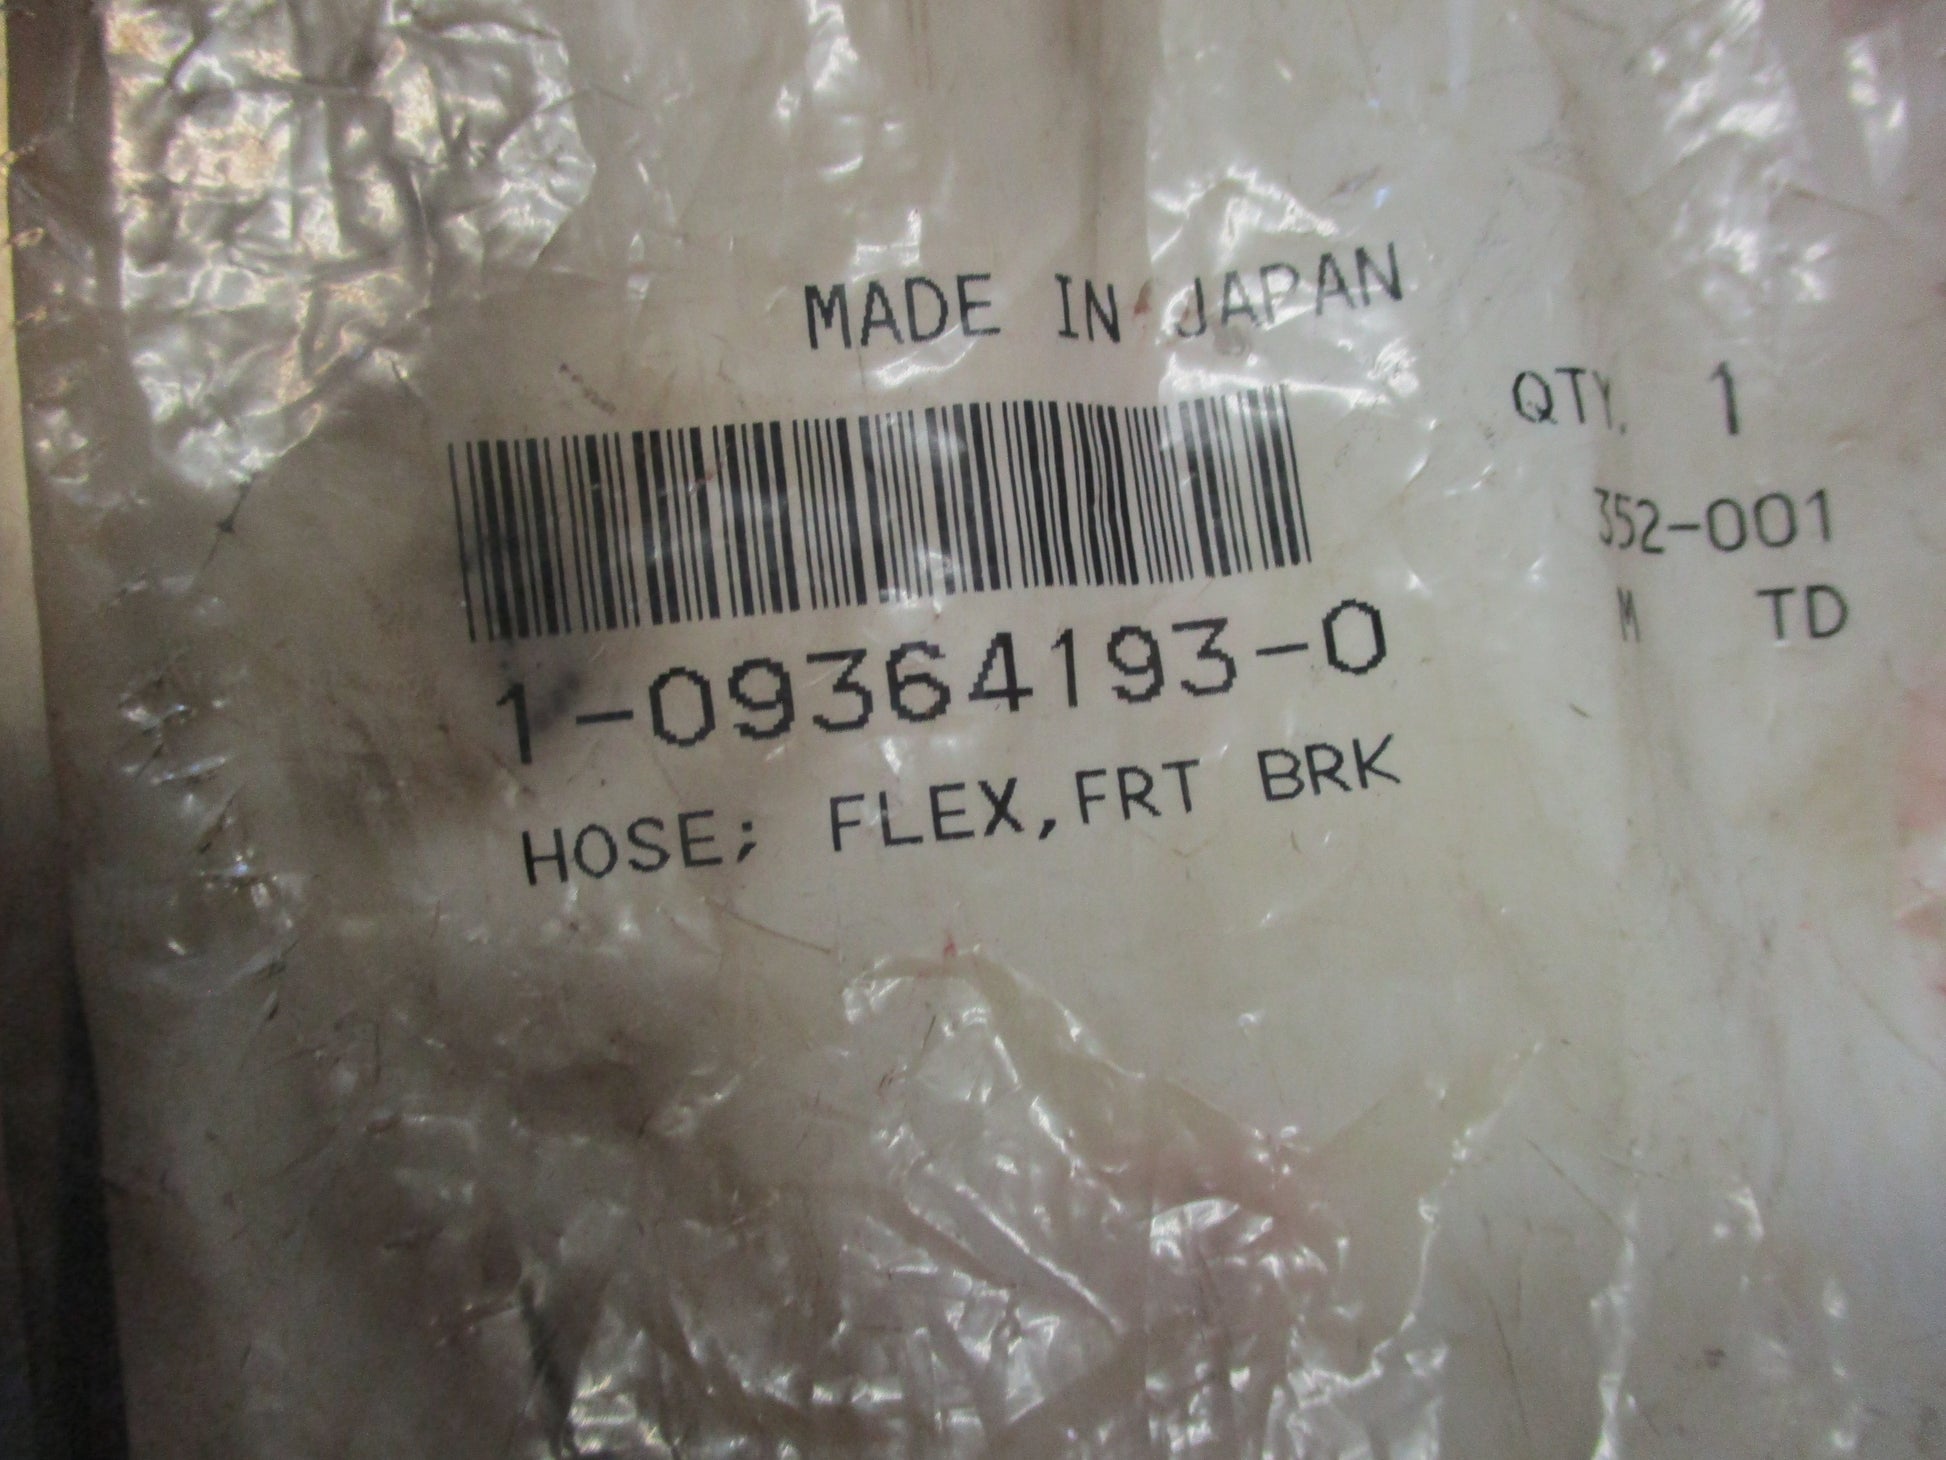 MADE IN JAPAN
QTY. 1
352-001
M TD
1-09364193-0
HOSE; FLEX,FRT BRK